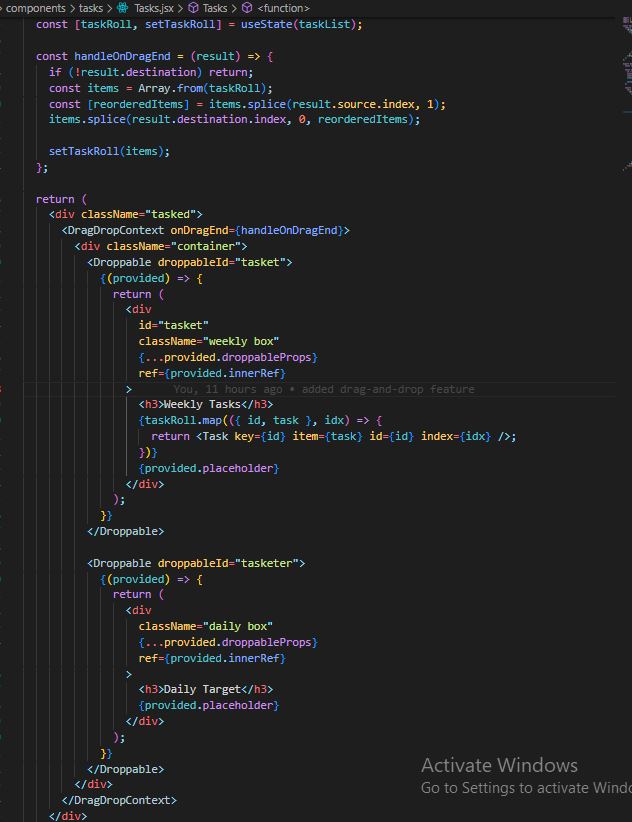 components > tasks > Tasks.jsx > Tasks > <function>
const [taskRoll, setTaskRoll] = useState(taskList);
const handleOnDragEnd = (result) => {
if (!result.destination) return;
const items = Array.from(taskRoll);
const [reorderedItems] = items.splice(result.source.index, 1);
items.splice(result.destination.index, 0, reorderedItems);
setTaskRoll(items);
};
return (
<div className="tasked">
<DragDropContext onDragEnd={handleOnDragEnd}>
<div className="container">
<Droppable droppableId="tasket">
{(provided) => {
return (
<div
id="tasket"
className="weekly box"
{...provided.droppableProps}
ref={provided.innerRef}
> You, 11 hours ago • added drag-and-drop feature
<h3>Weekly Tasks</h3>
{taskRoll.map(({ id, task }, idx) => {
return <Task key={id} item={task} id={id} index={idx} />;
})}
{provided.placeholder}
</div>
);
}}
</Droppable>
<Droppable droppableId="tasketer">
{(provided) => {
return (
<div
className="daily box"
{...provided.droppableProps}
ref={provided.innerRef}
>
<h3>Daily Target</h3>
{provided.placeholder}
</div>
);
}}
</Droppable>
</div>
</DragDropContext>
</div>
Activate Windows
Go to Settings to activate Windo